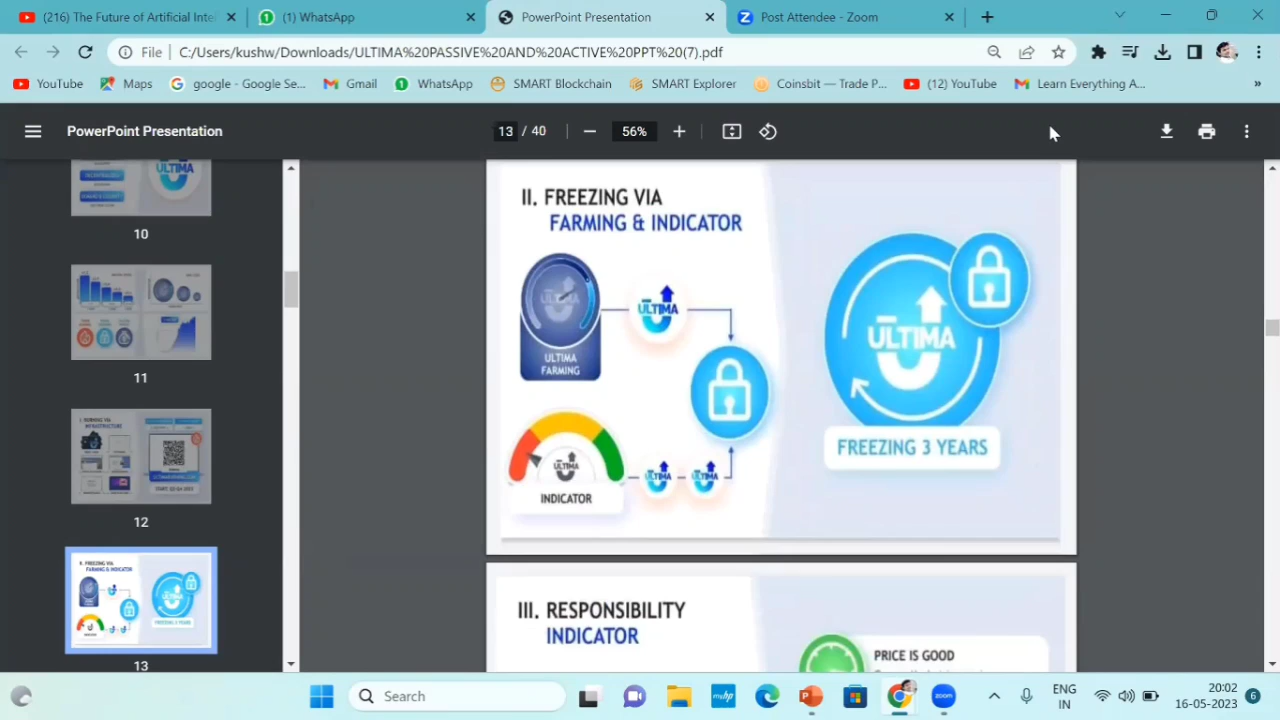 (216) The Future of Artificial Intel
(1) WhatsApp
PowerPoint Presentation
Post Attendee - Zoom
File
C:/Users/kushw/Downloads/ULTIMA%20PASSIVE%20AND%20ACTIVE%20PPT%20(7).pdf
YouTube
Maps
google - Google Se...
Gmail
WhatsApp
SMART Blockchain
SMART Explorer
Coinsbit — Trade P...
(12) YouTube
Learn Everything A...
»
PowerPoint Presentation
13 / 40
56%
10
11
12
13
II. FREEZING VIA
FARMING & INDICATOR
ULTIMA
ULTIMA
FARMING
ULTIMA
ULTIMA
INDICATOR
ULTIMA
ULTIMA
ULTIMA
FREEZING 3 YEARS
III. RESPONSIBILITY
INDICATOR
PRICE IS GOOD
Search
ENG
IN
20:02
16-05-2023
6